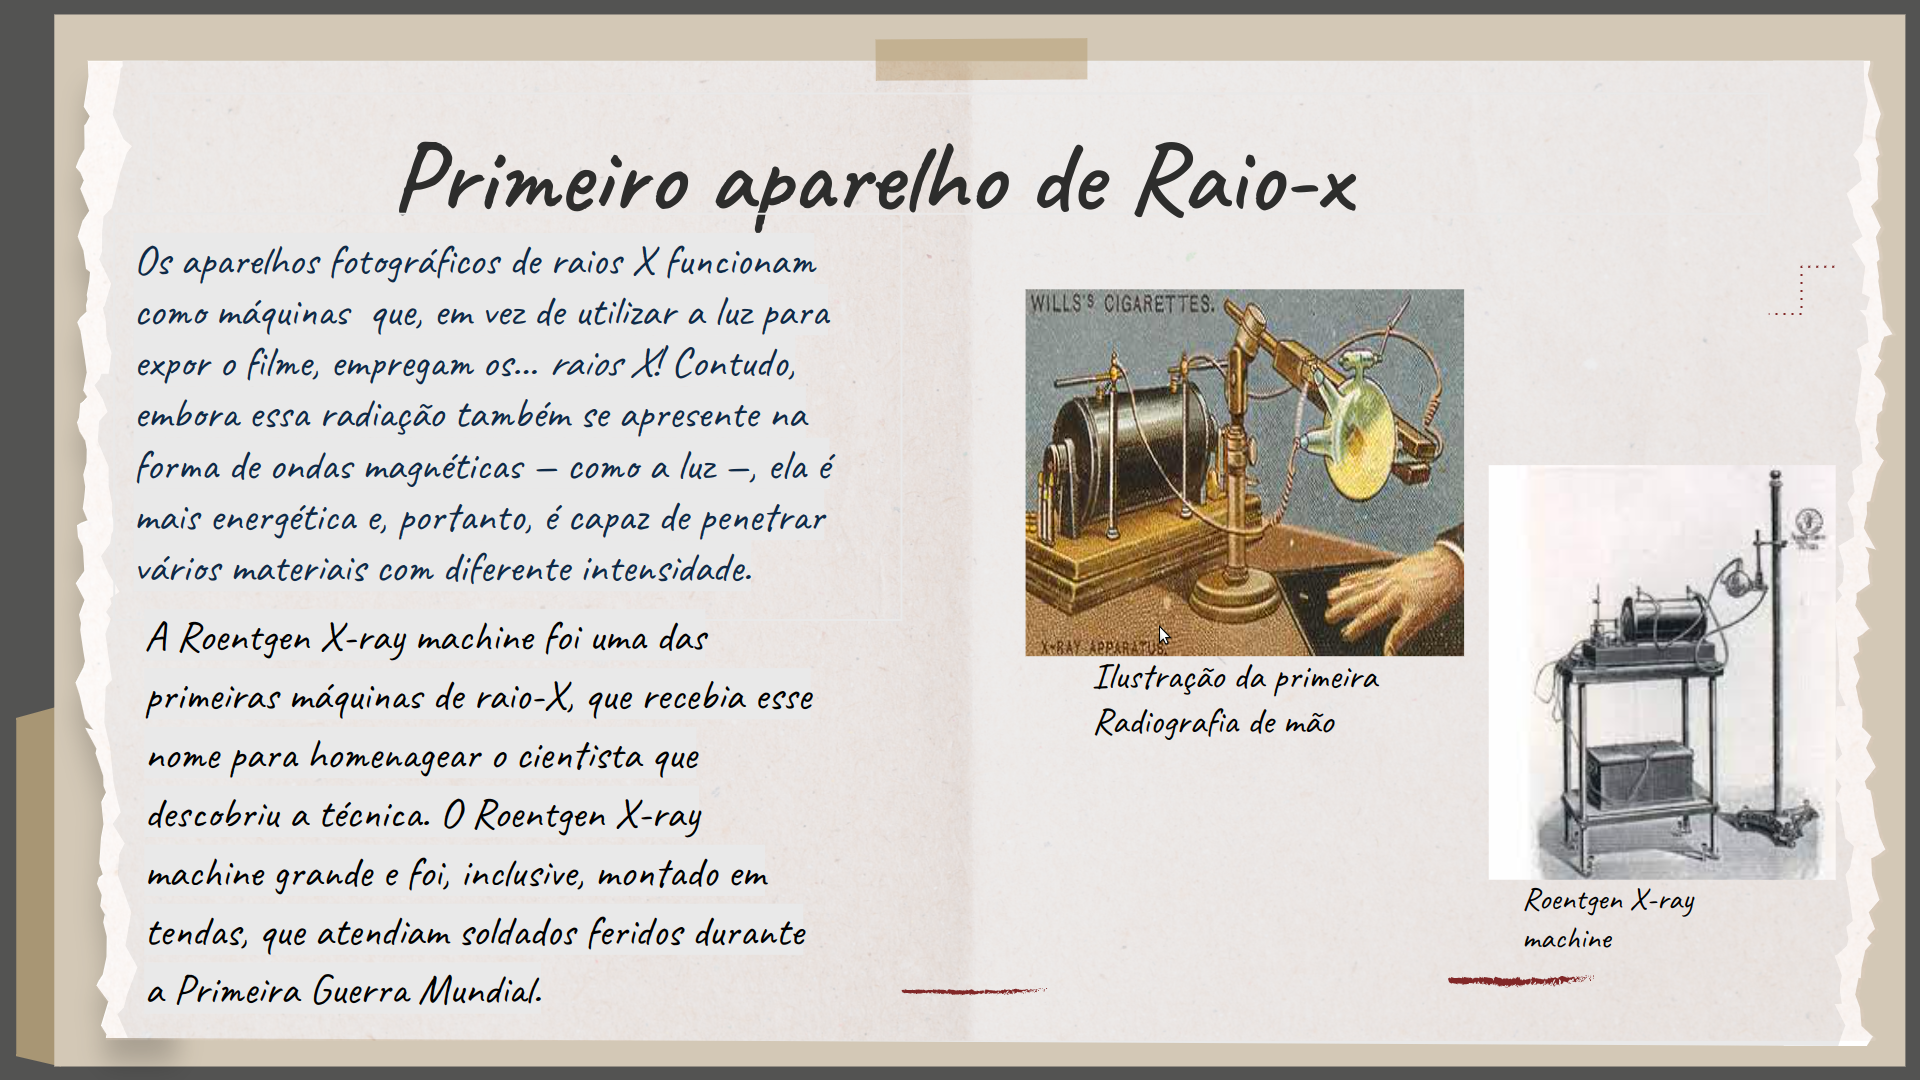 Primeiro aparelho de Raio-x
Os aparelhos fotográficos de raios X funcionam
como máquinas que, em vez de utilizar a luz para
expor o filme, empregam os... raios X! Contudo,
embora essa radiação também se apresente na
forma de ondas magnéticas — como a luz —, ela é
mais energética e, portanto, é capaz de penetrar
vários materiais com diferente intensidade.
A Roentgen X-ray machine foi uma das
primeiras máquinas de raio-X, que recebia esse
nome para homenagear o cientista que
descobriu a técnica. O Roentgen X-ray
machine grande e foi, inclusive, montado em
tendas, que atendiam soldados feridos durante
a Primeira Guerra Mundial.
WILLS'S CIGARETTES.
X-RAY APPARATUS.
Ilustração da primeira
Radiografia de mão
Roentgen X-ray
machine